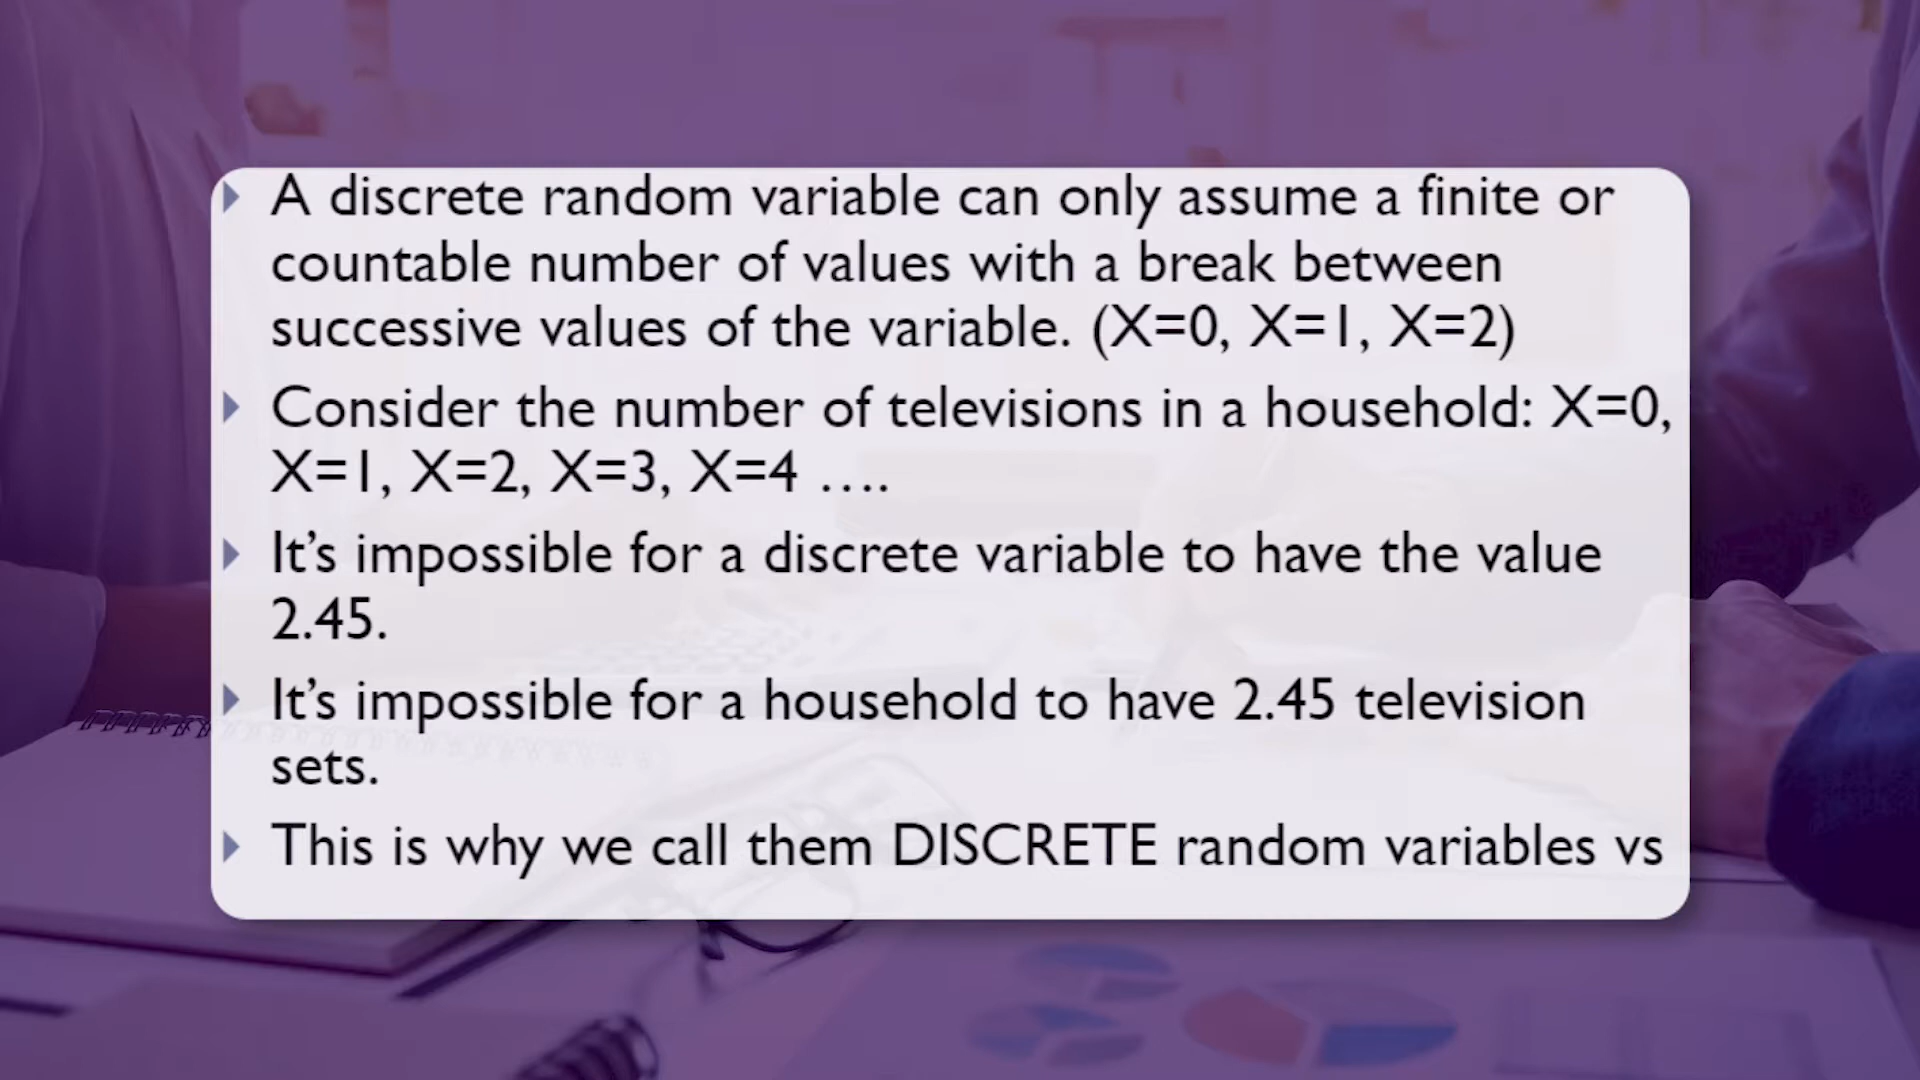 A discrete random variable can only assume a finite or
countable number of values with a break between
successive values of the variable. (X=0, X=1, X=2)
Consider the number of televisions in a household: X=0,
X=1, X=2, X=3, X=4 ….
It’s impossible for a discrete variable to have the value
2.45.
It’s impossible for a household to have 2.45 television
sets.
This is why we call them DISCRETE random variables vs